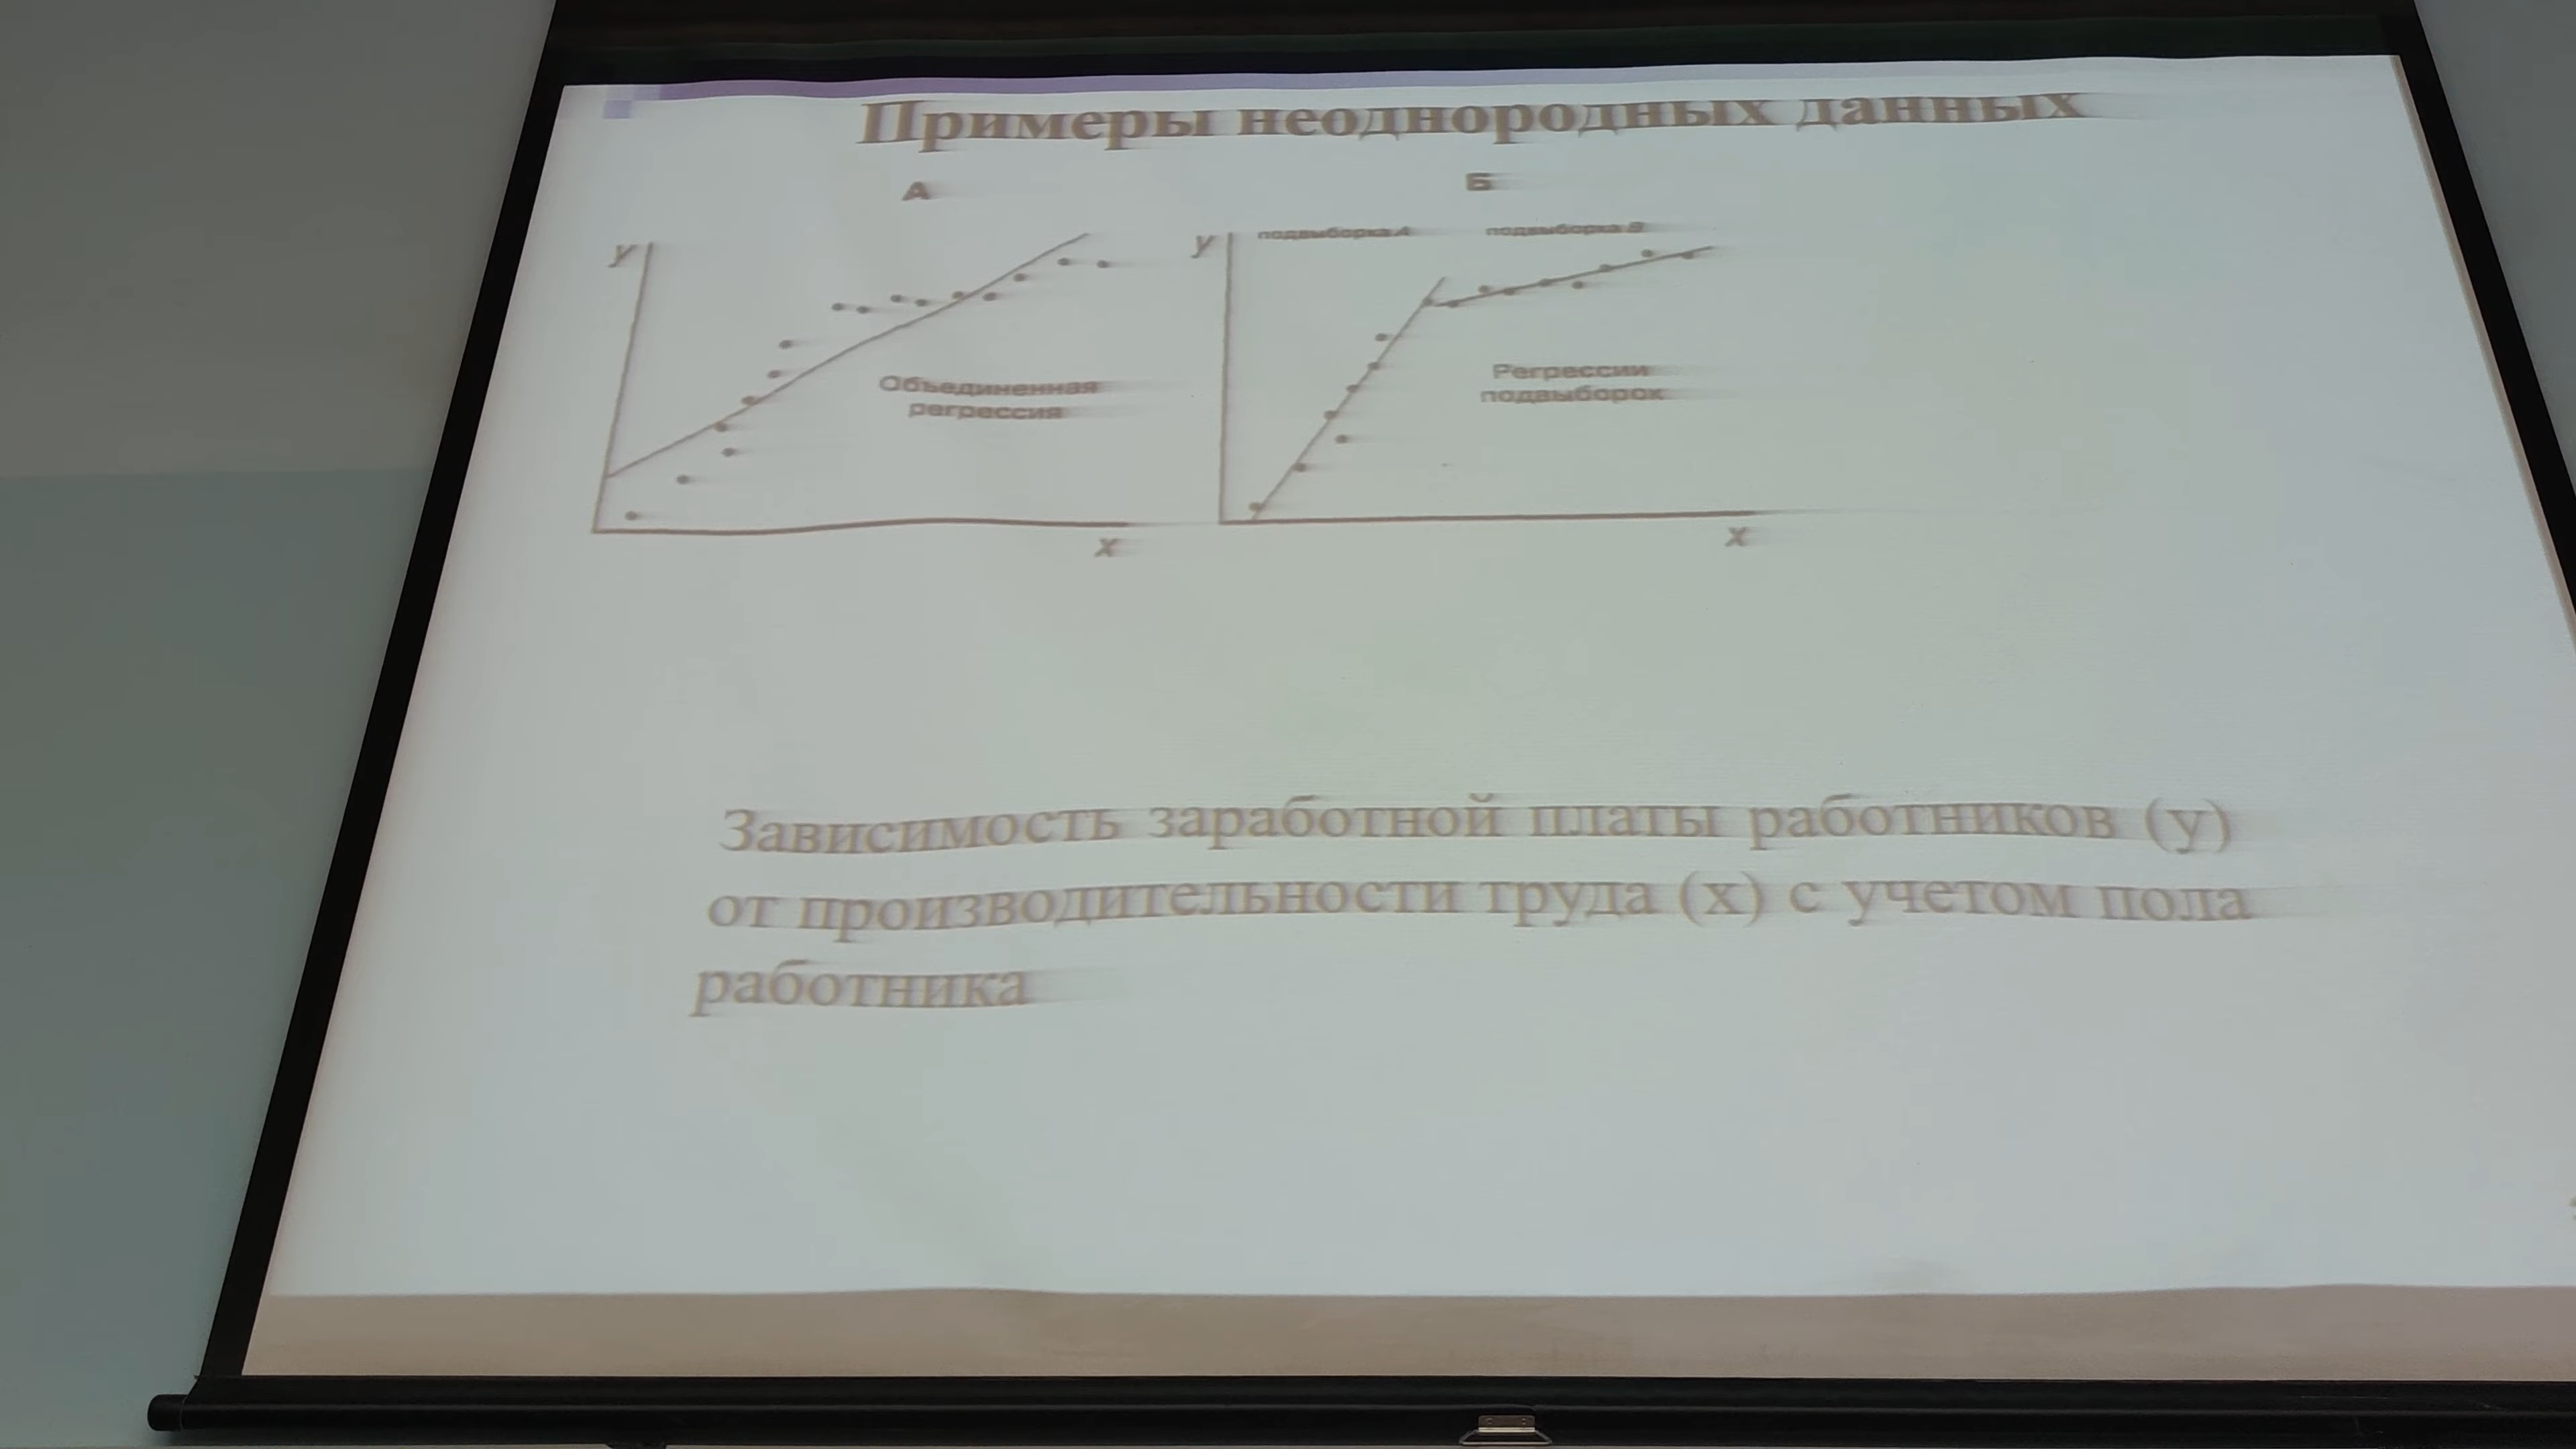 Примеры неоднородных данных
А
Б
y
y
подвыборка A
подвыборка B
Объединенная
регрессия
Регрессии
подвыборок
x
x
Зависимость заработной платы работников (y)
от производительности труда (x) с учетом пола
работника